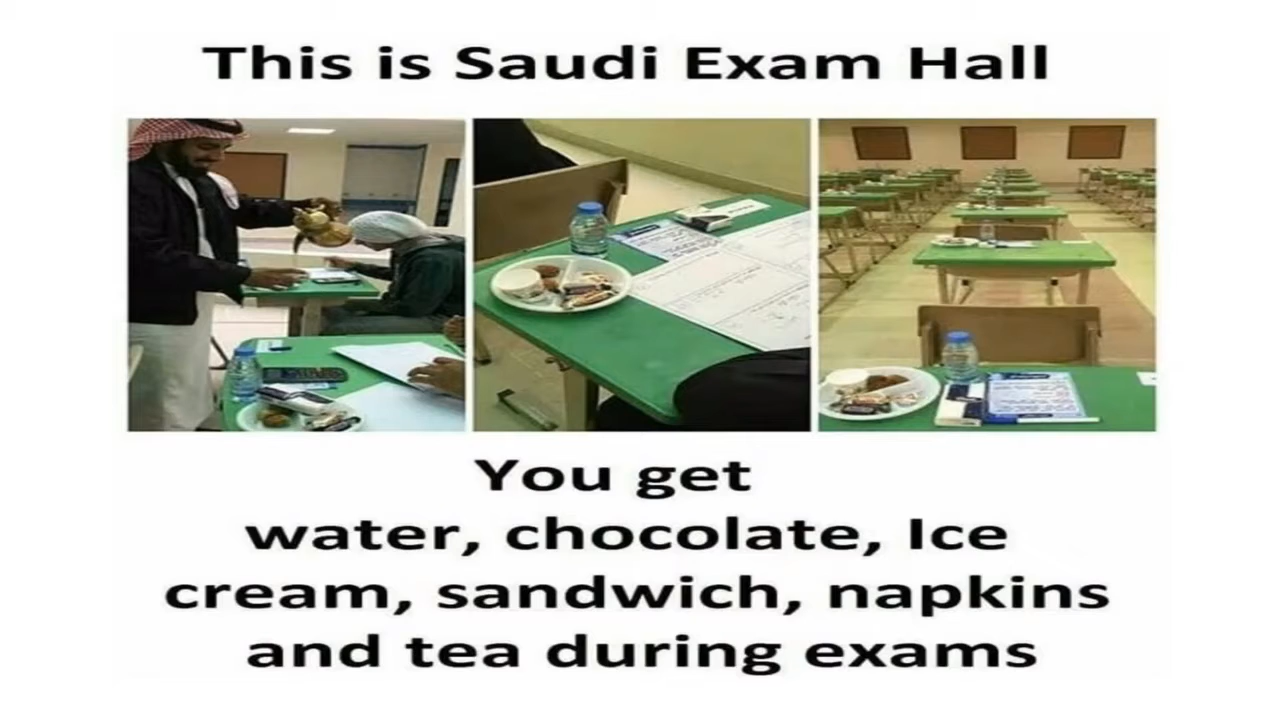 This is Saudi Exam Hall
You get
water, chocolate, Ice
cream, sandwich, napkins
and tea during exams